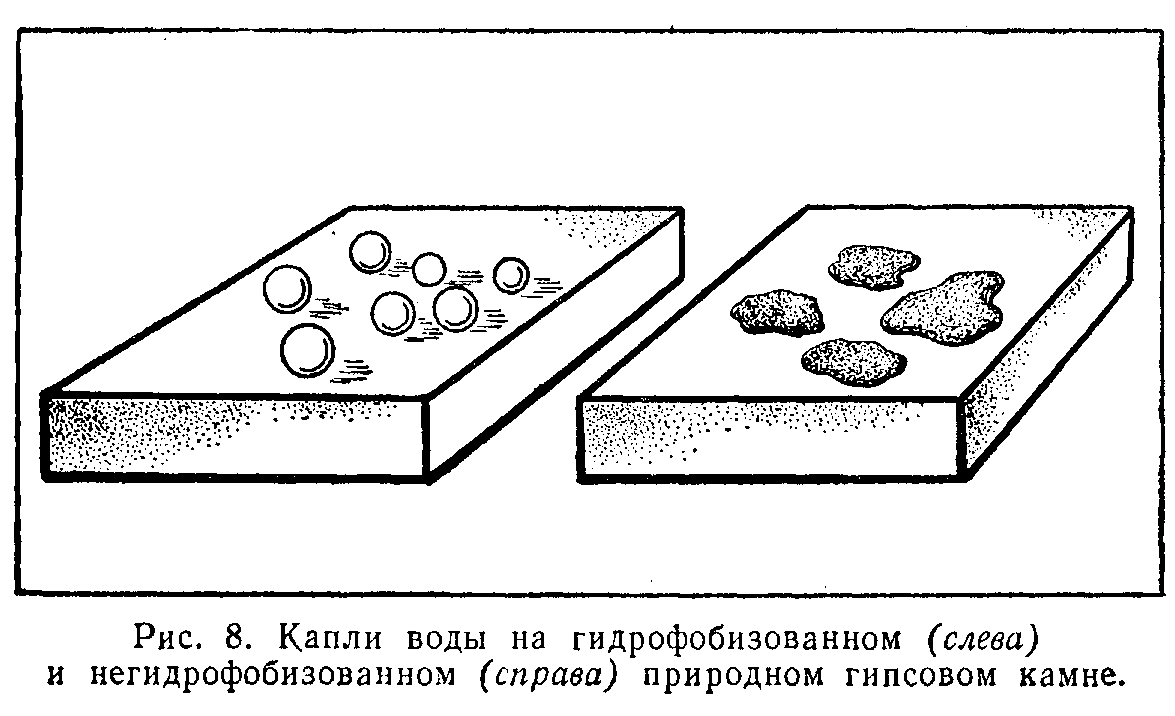 Рис. 8. Капли воды на гидрофобизованном (слева)
и негидрофобизованном (справа) природном гипсовом камне.